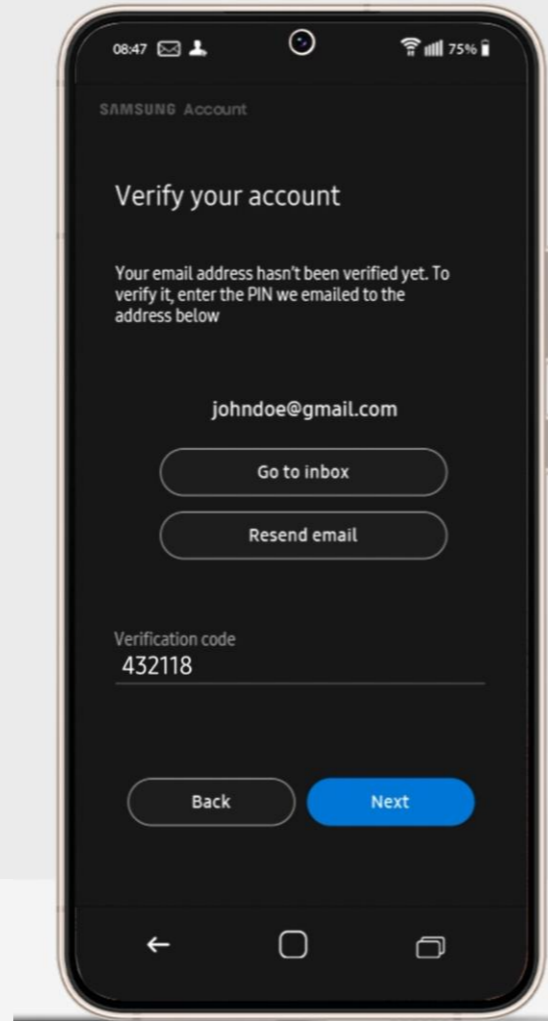 08:47 75%
SAMSUNG Account
Verify your account
Your email address hasn't been verified yet. To
verify it, enter the PIN we emailed to the
address below
johndoe@gmail.com
Go to inbox
Resend email
Verification code
432118
Back Next